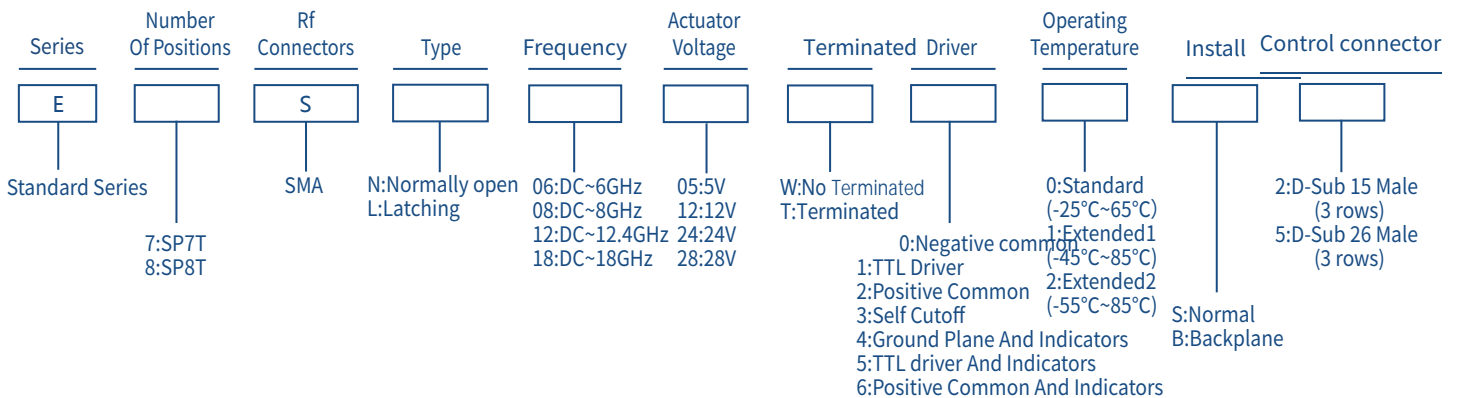 Series
Number
Of Positions
Rf
Connectors
Type
Frequency
Actuator
Voltage
Terminated
Driver
Operating
Temperature
Install
Control connector
E
S
Standard Series
7:SP7T
8:SP8T
SMA
N:Normally open
L:Latching
06:DC~6GHz
08:DC~8GHz
12:DC~12.4GHz
18:DC~18GHz
05:5V
12:12V
24:24V
28:28V
W:No Terminated
T:Terminated
0:Negative common
1:TTL Driver
2:Positive Common
3:Self Cutoff
4:Ground Plane And Indicators
5:TTL driver And Indicators
6:Positive Common And Indicators
0:Standard
(-25°C~65°C)
1:Extended1
(-45°C~85°C)
2:Extended2
(-55°C~85°C)
S:Normal
B:Backplane
2:D-Sub 15 Male
(3 rows)
5:D-Sub 26 Male
(3 rows)